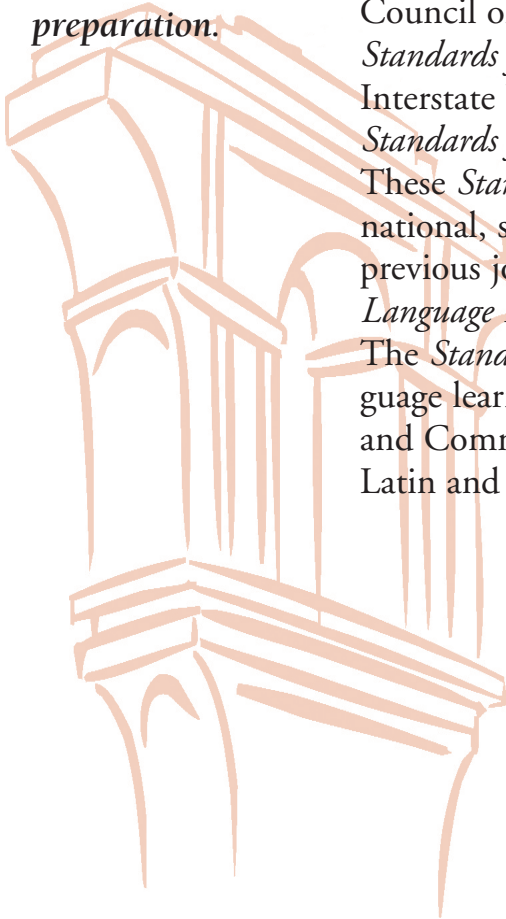 preparation.
Council o
Standards
Interstate
Standards
These Stan
national, s
previous jo
Language
The Standa
guage lear
and Comm
Latin and